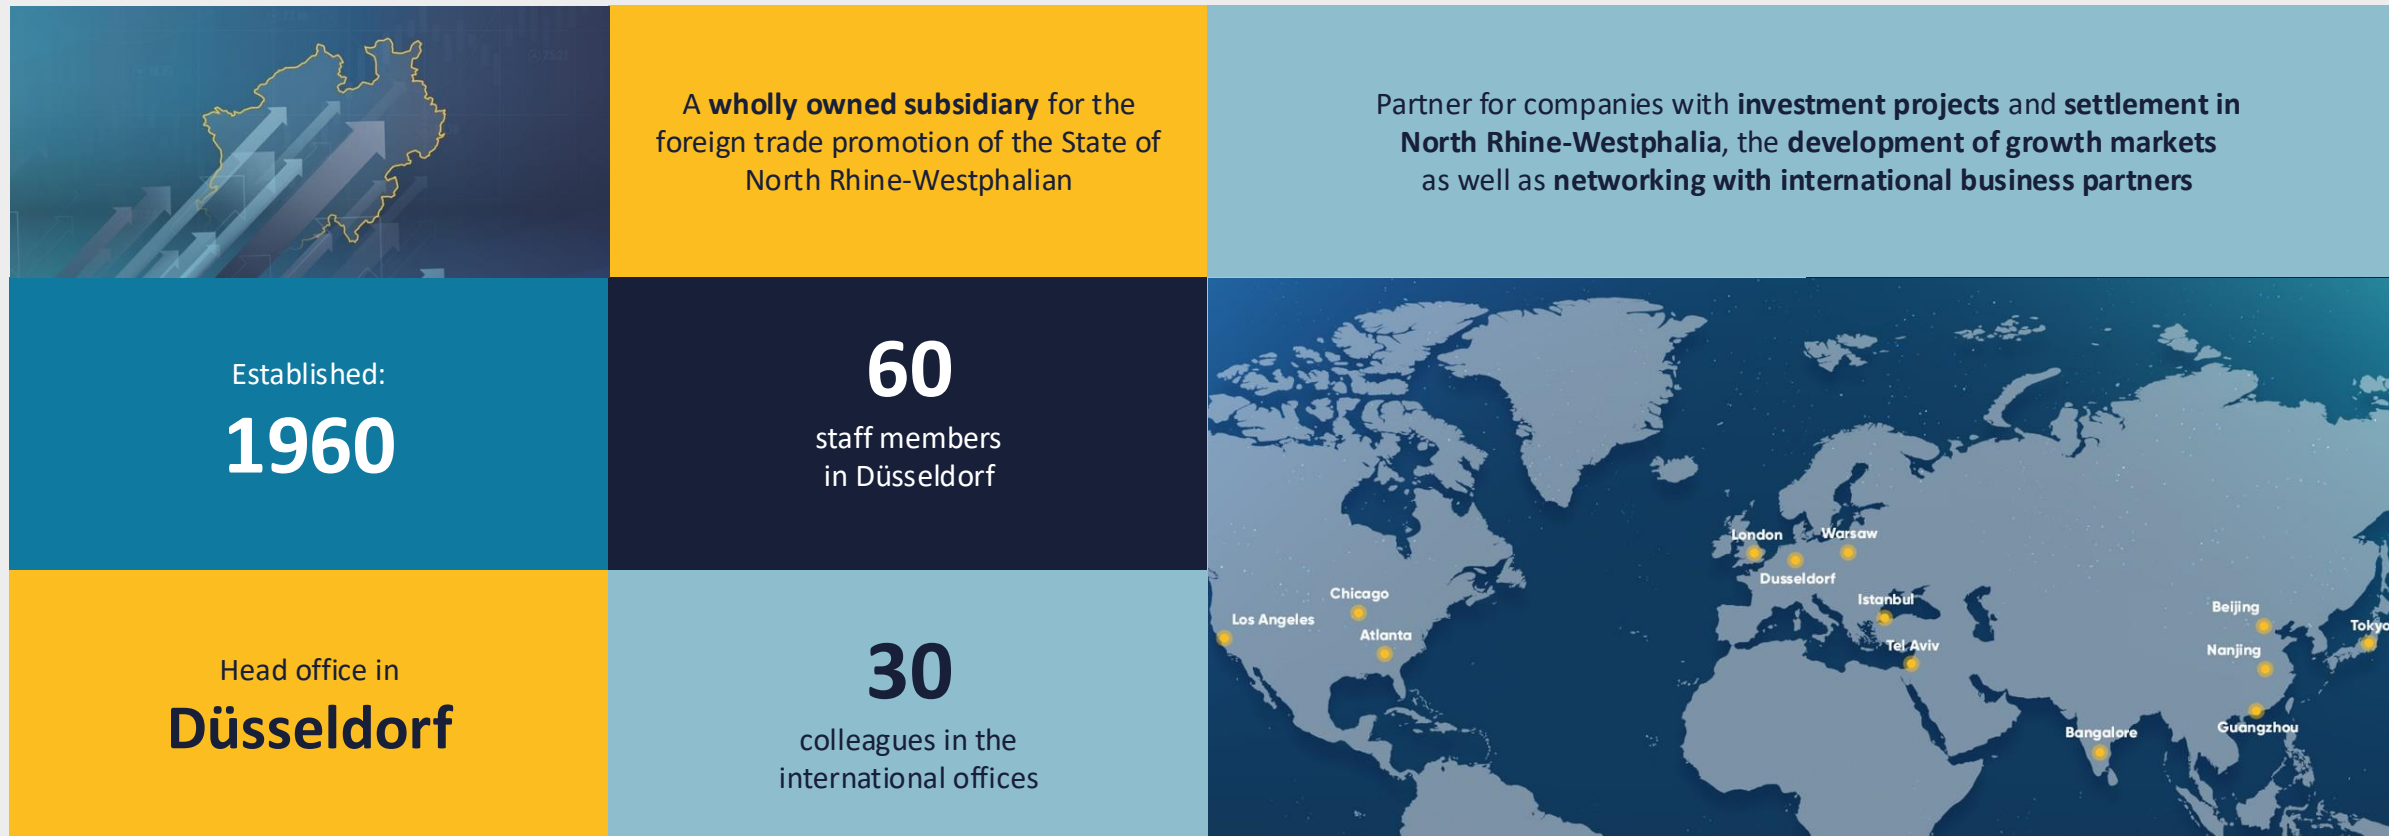 A wholly owned subsidiary for the
foreign trade promotion of the State of
North Rhine-Westphalian
Partner for companies with investment projects and settlement in
North Rhine-Westphalia, the development of growth markets
as well as networking with international business partners
Established:
1960
60
staff members
in Düsseldorf
Head office in
Düsseldorf
30
colleagues in the
international offices
London
Warsaw
Dusseldorf
Chicago
Istanbul
Los Angeles
Atlanta
Tel Aviv
Beijing
Tokyo
Nanjing
Guangzhou
Bangalore